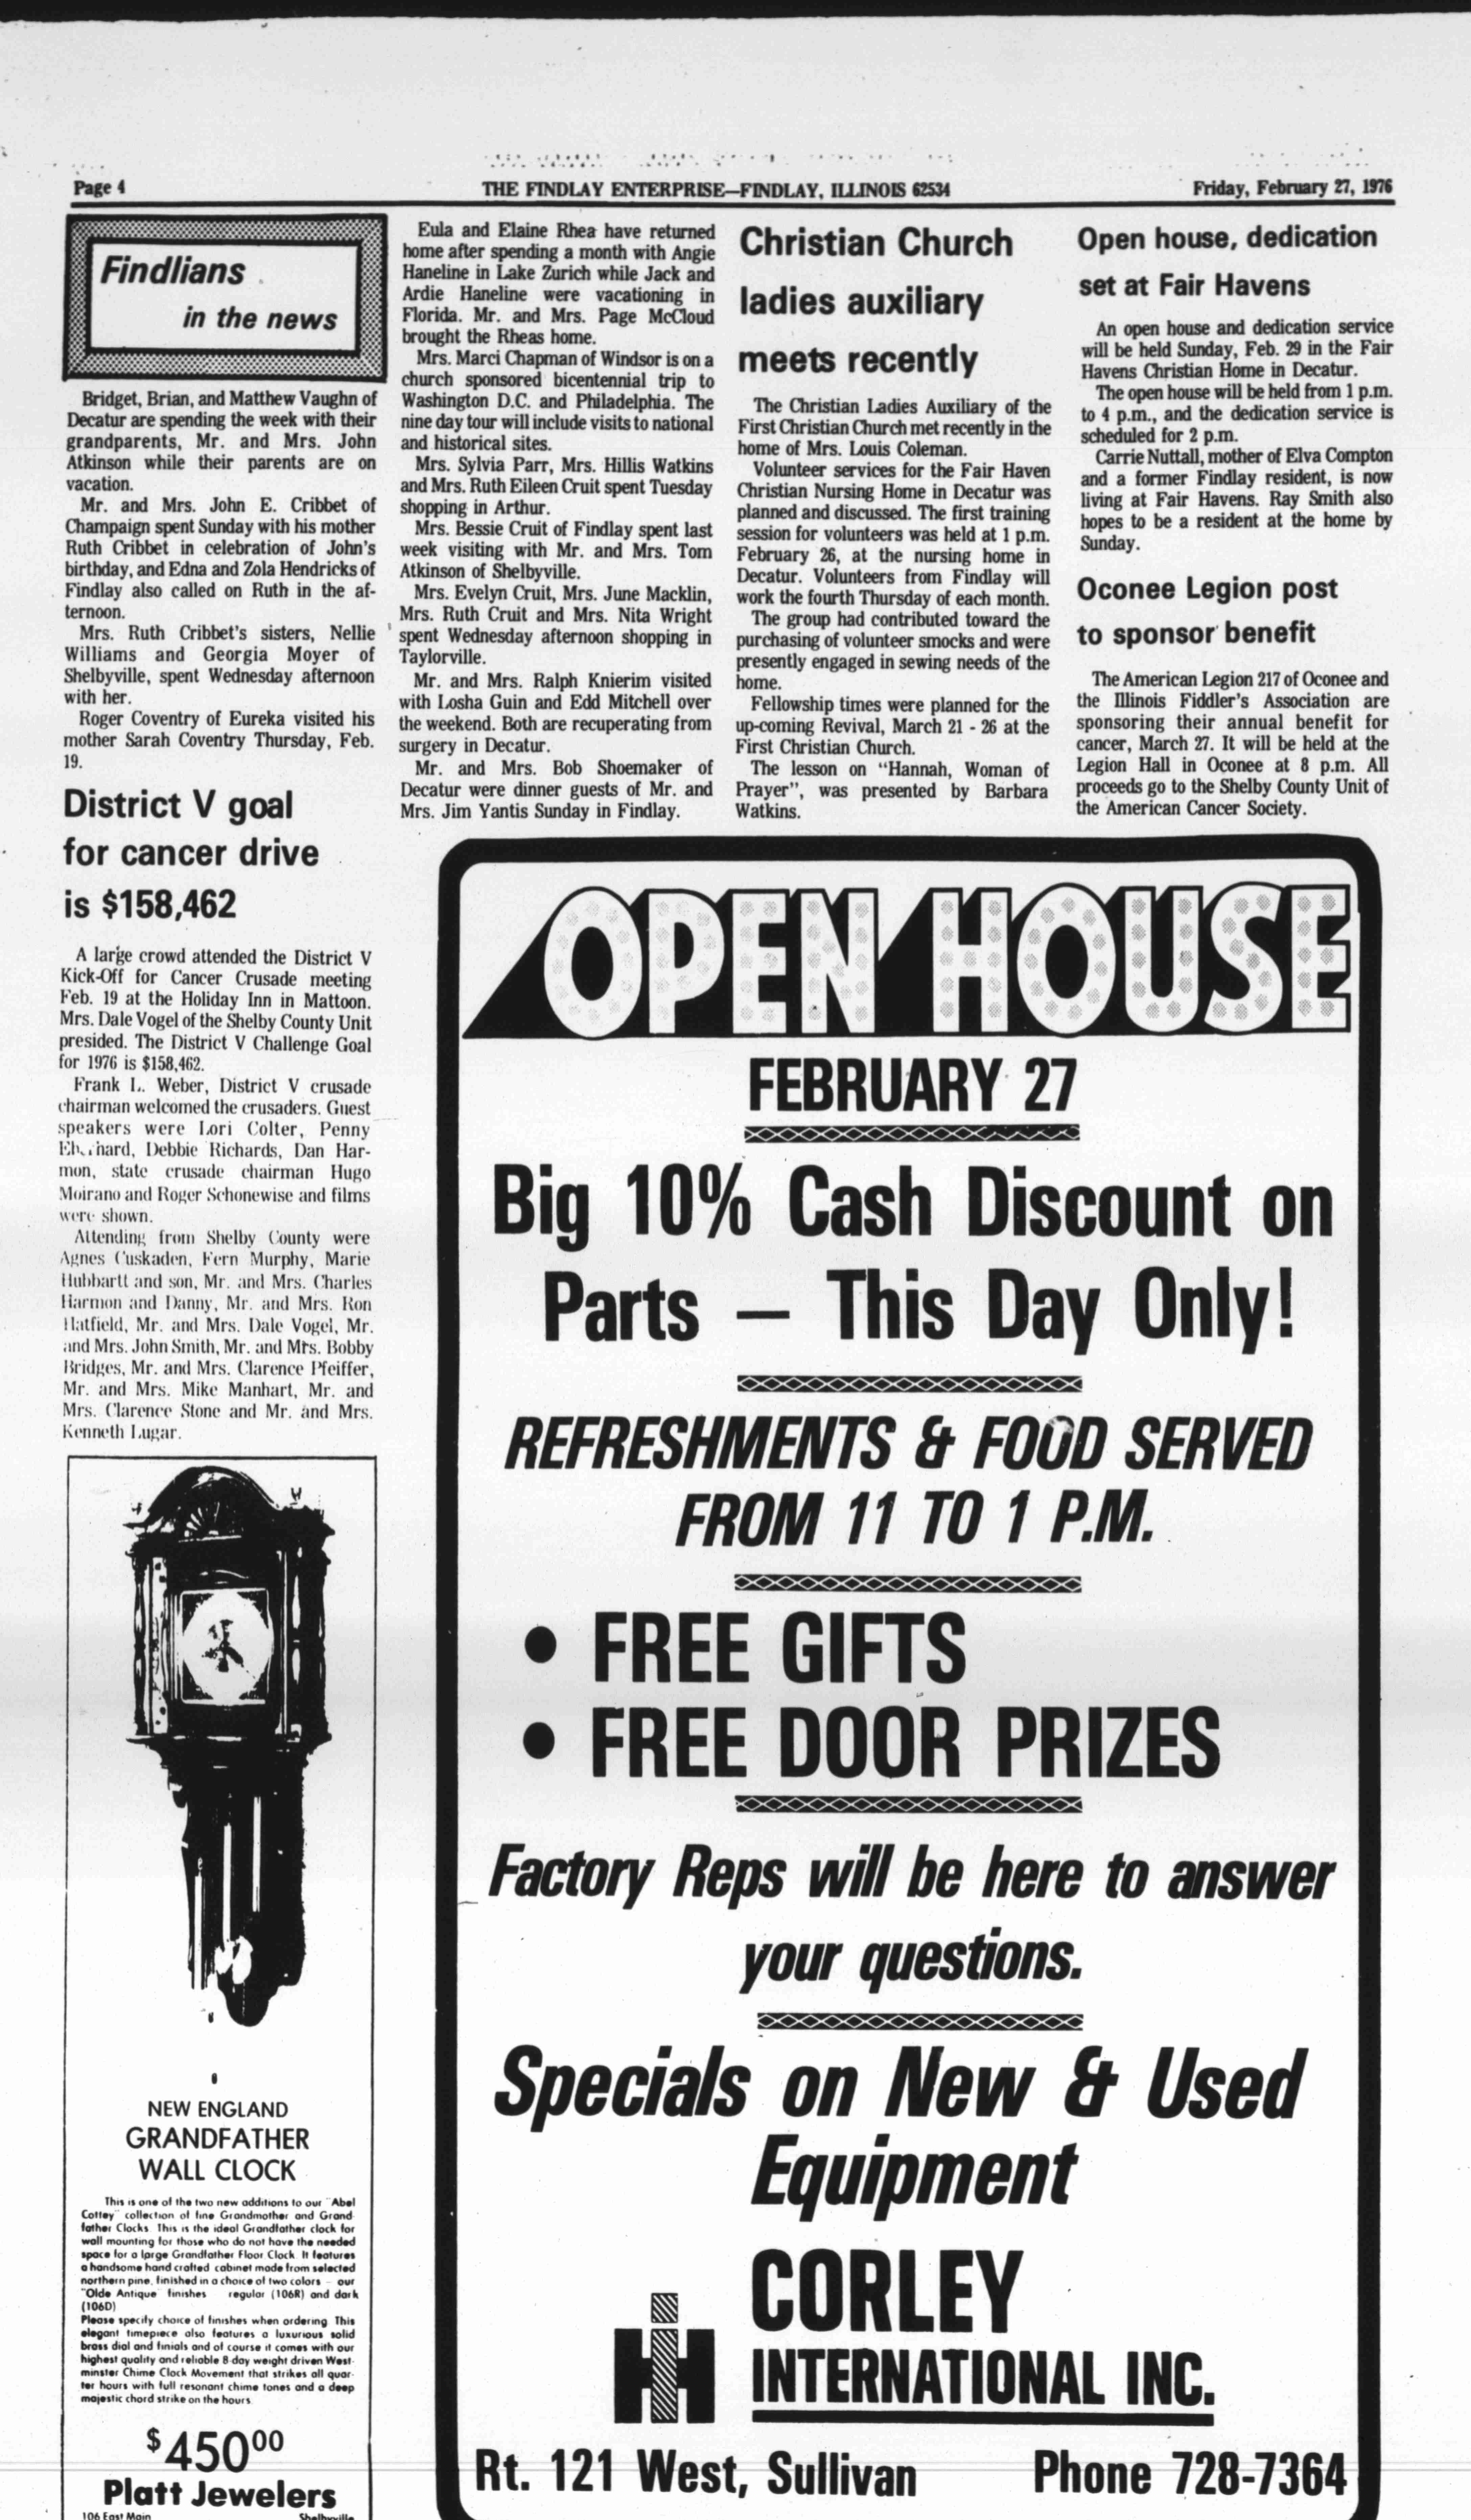 Page 4
THE FINDLAY ENTERPRISE—FINDLAY, ILLINOIS 62534
Friday, February 27, 1976
Findlians
in the news
Bridget, Brian, and Matthew Vaughn of
Decatur are spending the week with their
grandparents, Mr. and Mrs. John
Atkinson while their parents are on
vacation.
Mr. and Mrs. John E. Cribbet of
Champaign spent Sunday with his mother
Ruth Cribbet in celebration of John's
birthday, and Edna and Zola Hendricks of
Findlay also called on Ruth in the af-
ternoon.
Mrs. Ruth Cribbet's sisters, Nellie
Williams and Georgia Moyer of
Shelbyville, spent Wednesday afternoon
with her.
Roger Coventry of Eureka visited his
mother Sarah Coventry Thursday, Feb.
19.
Eula and Elaine Rhea have returned
home after spending a month with Angie
Haneline in Lake Zurich while Jack and
Ardie Haneline were vacationing in
Florida. Mr. and Mrs. Page McCloud
brought the Rheas home.
Mrs. Marci Chapman of Windsor is on a
church sponsored bicentennial trip to
Washington D.C. and Philadelphia. The
nine day tour will include visits to national
and historical sites.
Mrs. Sylvia Parr, Mrs. Hillis Watkins
and Mrs. Ruth Eileen Cruit spent Tuesday
shopping in Arthur.
Mrs. Bessie Cruit of Findlay spent last
week visiting with Mr. and Mrs. Tom
Atkinson of Shelbyville.
Mrs. Evelyn Cruit, Mrs. June Macklin,
Mrs. Ruth Cruit and Mrs. Nita Wright
spent Wednesday afternoon shopping in
Taylorville.
Mr. and Mrs. Ralph Knierim visited
with Losha Guin and Edd Mitchell over
the weekend. Both are recuperating from
surgery in Decatur.
Mr. and Mrs. Bob Shoemaker of
Decatur were dinner guests of Mr. and
Mrs. Jim Yantis Sunday in Findlay.
Christian Church
ladies auxiliary
meets recently
The Christian Ladies Auxiliary of the
First Christian Church met recently in the
home of Mrs. Louis Coleman.
Volunteer services for the Fair Haven
Christian Nursing Home in Decatur was
planned and discussed. The first training
session for volunteers was held at 1 p.m.
February 26, at the nursing home in
Decatur. Volunteers from Findlay will
work the fourth Thursday of each month.
The group had contributed toward the
purchasing of volunteer smocks and were
presently engaged in sewing needs of the
home.
Fellowship times were planned for the
up-coming Revival, March 21 - 26 at the
First Christian Church.
The lesson on "Hannah, Woman of
Prayer", was presented by Barbara
Watkins.
Open house, dedication
set at Fair Havens
An open house and dedication service
will be held Sunday, Feb. 29 in the Fair
Havens Christian Home in Decatur.
The open house will be held from 1 p.m.
to 4 p.m., and the dedication service is
scheduled for 2 p.m.
Carrie Nuttall, mother of Elva Compton
and a former Findlay resident, is now
living at Fair Havens. Ray Smith also
hopes to be a resident at the home by
Sunday.
Oconee Legion post
to sponsor benefit
The American Legion 217 of Oconee and
the Illinois Fiddler's Association are
sponsoring their annual benefit for
cancer, March 27. It will be held at the
Legion Hall in Oconee at 8 p.m. All
proceeds go to the Shelby County Unit of
the American Cancer Society.
District V goal
for cancer drive
is $158,462
A large crowd attended the District V
Kick-Off for Cancer Crusade meeting
Feb. 19 at the Holiday Inn in Mattoon.
Mrs. Dale Vogel of the Shelby County Unit
presided. The District V Challenge Goal
for 1976 is $158,462.
Frank L. Weber, District V crusade
chairman welcomed the crusaders. Guest
speakers were Lori Colter, Penny
Debbie Richards, Dan Har-
mon, state crusade chairman Hugo
Moirano and Roger Schonewise and films
were shown.
Attending from Shelby County were
Agnes Cuskaden, Fern Murphy, Marie
Hubbartt and son, Mr. and Mrs. Charles
Harmon and Danny, Mr. and Mrs. Ron
Hatfield, Mr. and Mrs. Dale Vogel, Mr.
and Mrs. John Smith, Mr. and Mrs. Bobby
Bridges, Mr. and Mrs. Clarence Pfeiffer,
Mr. and Mrs. Mike Manhart, Mr. and
Mrs. Clarence Stone and Mr. and Mrs.
Kenneth Lugar.
NEW ENGLAND
GRANDFATHER
WALL CLOCK
This is one of the two new additions to our "Abel
Cottey" collection of fine Grandmother and Grand-
father Clocks. This is the ideal Grandfather clock for
wall mounting for those who do not have the needed
space for a large Grandfather Floor Clock. It features
a handsome hand crafted cabinet made from selected
northern pine, finished in a choice of two colors - our
"Olde Antique" finishes regular (106R) and dark
(106D)
Please specify choice of finishes when ordering. This
elegant timepiece also features a luxurious solid
brass dial and finials and of course it comes with our
highest quality and reliable 8-day weight driven West-
minster Chime Clock Movement that strikes all quar-
ter hours with full resonant chime tones and a deep
majestic chord strike on the hours.
$45000
Platt Jewelers
106 East Main Shelbyville
OPEN HOUSE
FEBRUARY 27
Big 10% Cash Discount on
Parts — This Day Only!
REFRESHMENTS & FOOD SERVED
FROM 11 TO 1 P.M.
• FREE GIFTS
• FREE DOOR PRIZES
Factory Reps will be here to answer
your questions.
Specials on New & Used
Equipment
IH
CORLEY
INTERNATIONAL INC.
Rt. 121 West, Sullivan Phone 728-7364